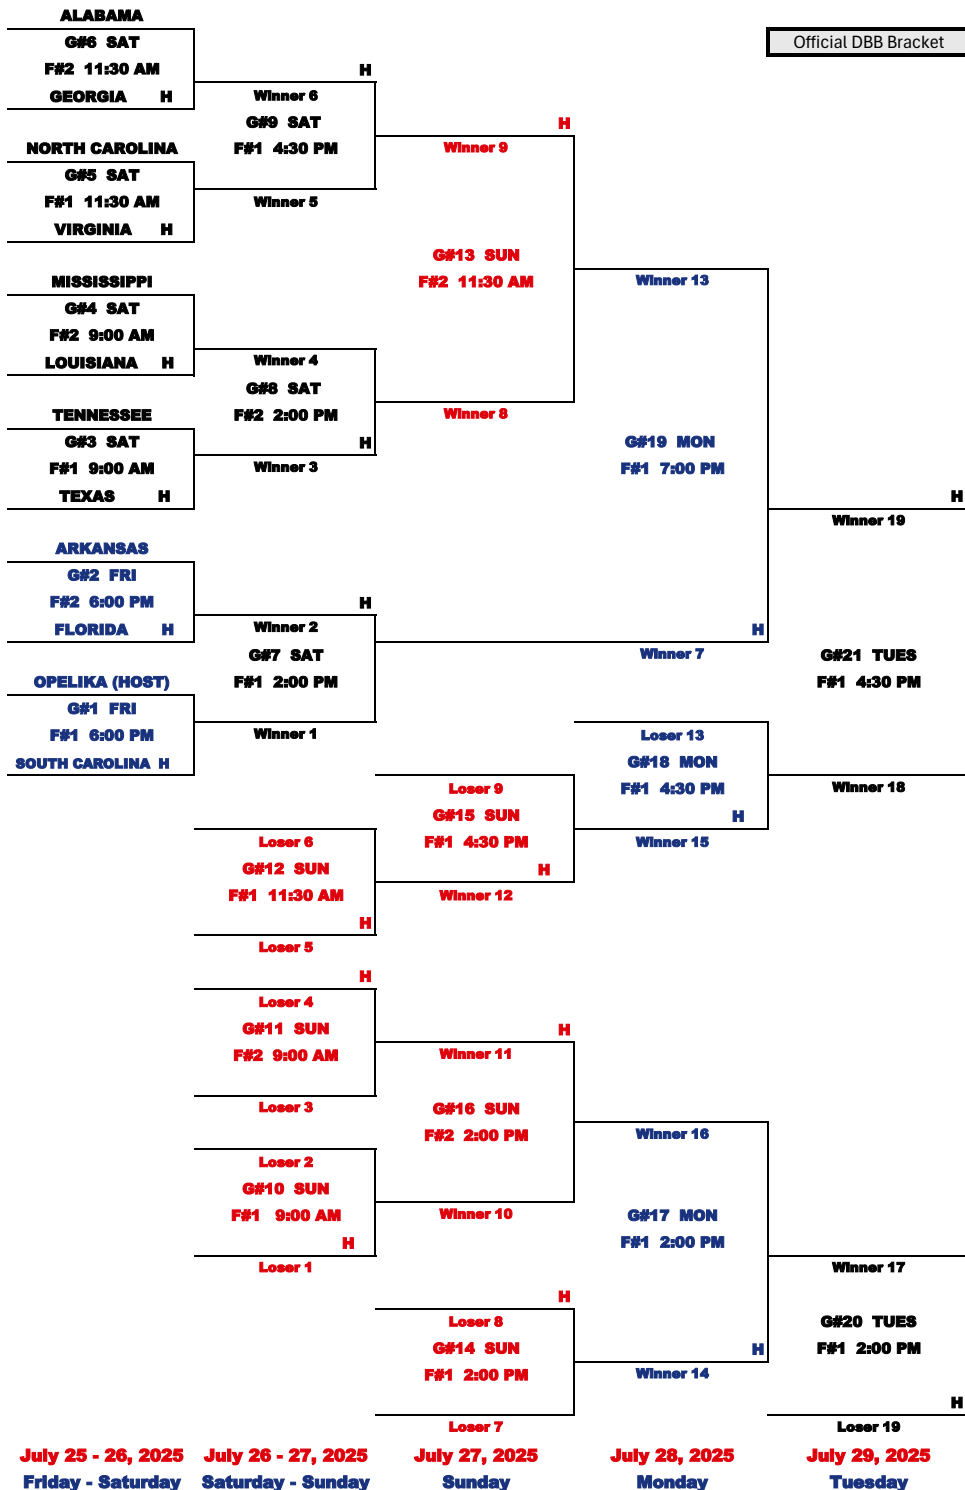 ALABAMA
Official DBB Bracket
G#6 SAT
F#2 11:30 AM
GEORGIA H
H
Winner 6
G#9 SAT
F#1 4:30 PM
Winner 5
NORTH CAROLINA
G#5 SAT
F#1 11:30 AM
VIRGINIA H
H
Winner 9
G#13 SUN
F#2 11:30 AM
Winner 8
MISSISSIPPI
G#4 SAT
F#2 9:00 AM
LOUISIANA H
Winner 4
G#8 SAT
F#2 2:00 PM
H
Winner 3
TENNESSEE
G#3 SAT
F#1 9:00 AM
TEXAS H
Winner 13
G#19 MON
F#1 7:00 PM
H
Winner 7
H
Winner 19
ARKANSAS
G#2 FRI
F#2 6:00 PM
FLORIDA H
H
Winner 2
G#7 SAT
F#1 2:00 PM
Winner 1
OPELIKA (HOST)
G#1 FRI
F#1 6:00 PM
SOUTH CAROLINA H
G#21 TUES
F#1 4:30 PM
Winner 18
Loser 13
G#18 MON
F#1 4:30 PM
H
Winner 15
Loser 9
G#15 SUN
F#1 4:30 PM
H
Winner 12
Loser 6
G#12 SUN
F#1 11:30 AM
H
Loser 5
H
Loser 4
G#11 SUN
F#2 9:00 AM
Loser 3
H
Winner 11
G#16 SUN
F#2 2:00 PM
Winner 10
Loser 2
G#10 SUN
F#1 9:00 AM
H
Loser 1
Winner 16
G#17 MON
F#1 2:00 PM
H
Winner 14
H
Loser 8
G#14 SUN
F#1 2:00 PM
Loser 7
Winner 17
G#20 TUES
F#1 2:00 PM
H
Loser 19
July 25 - 26, 2025 July 26 - 27, 2025 July 27, 2025 July 28, 2025 July 29, 2025
Friday - Saturday Saturday - Sunday Sunday Monday Tuesday